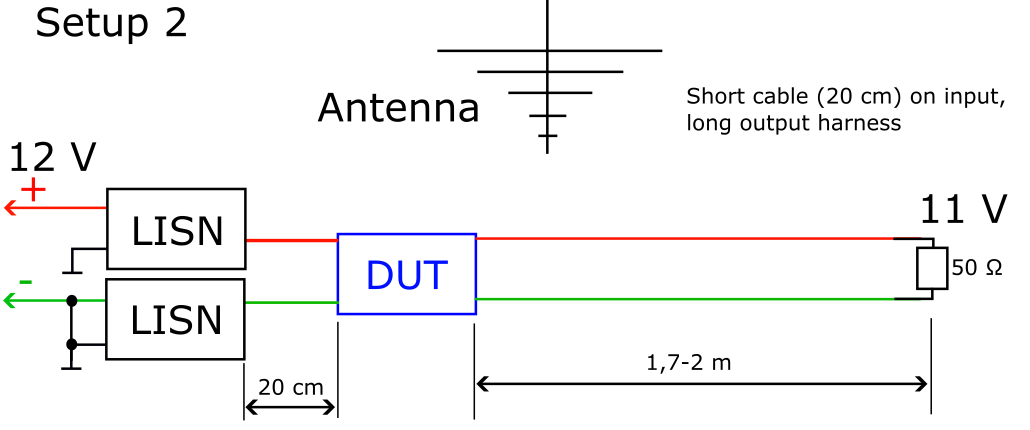 Setup 2
Antenna
Short cable (20 cm) on input,
long output harness
12 V
+
LISN
11 V
DUT
50 Ω
-
LISN
20 cm
1,7-2 m